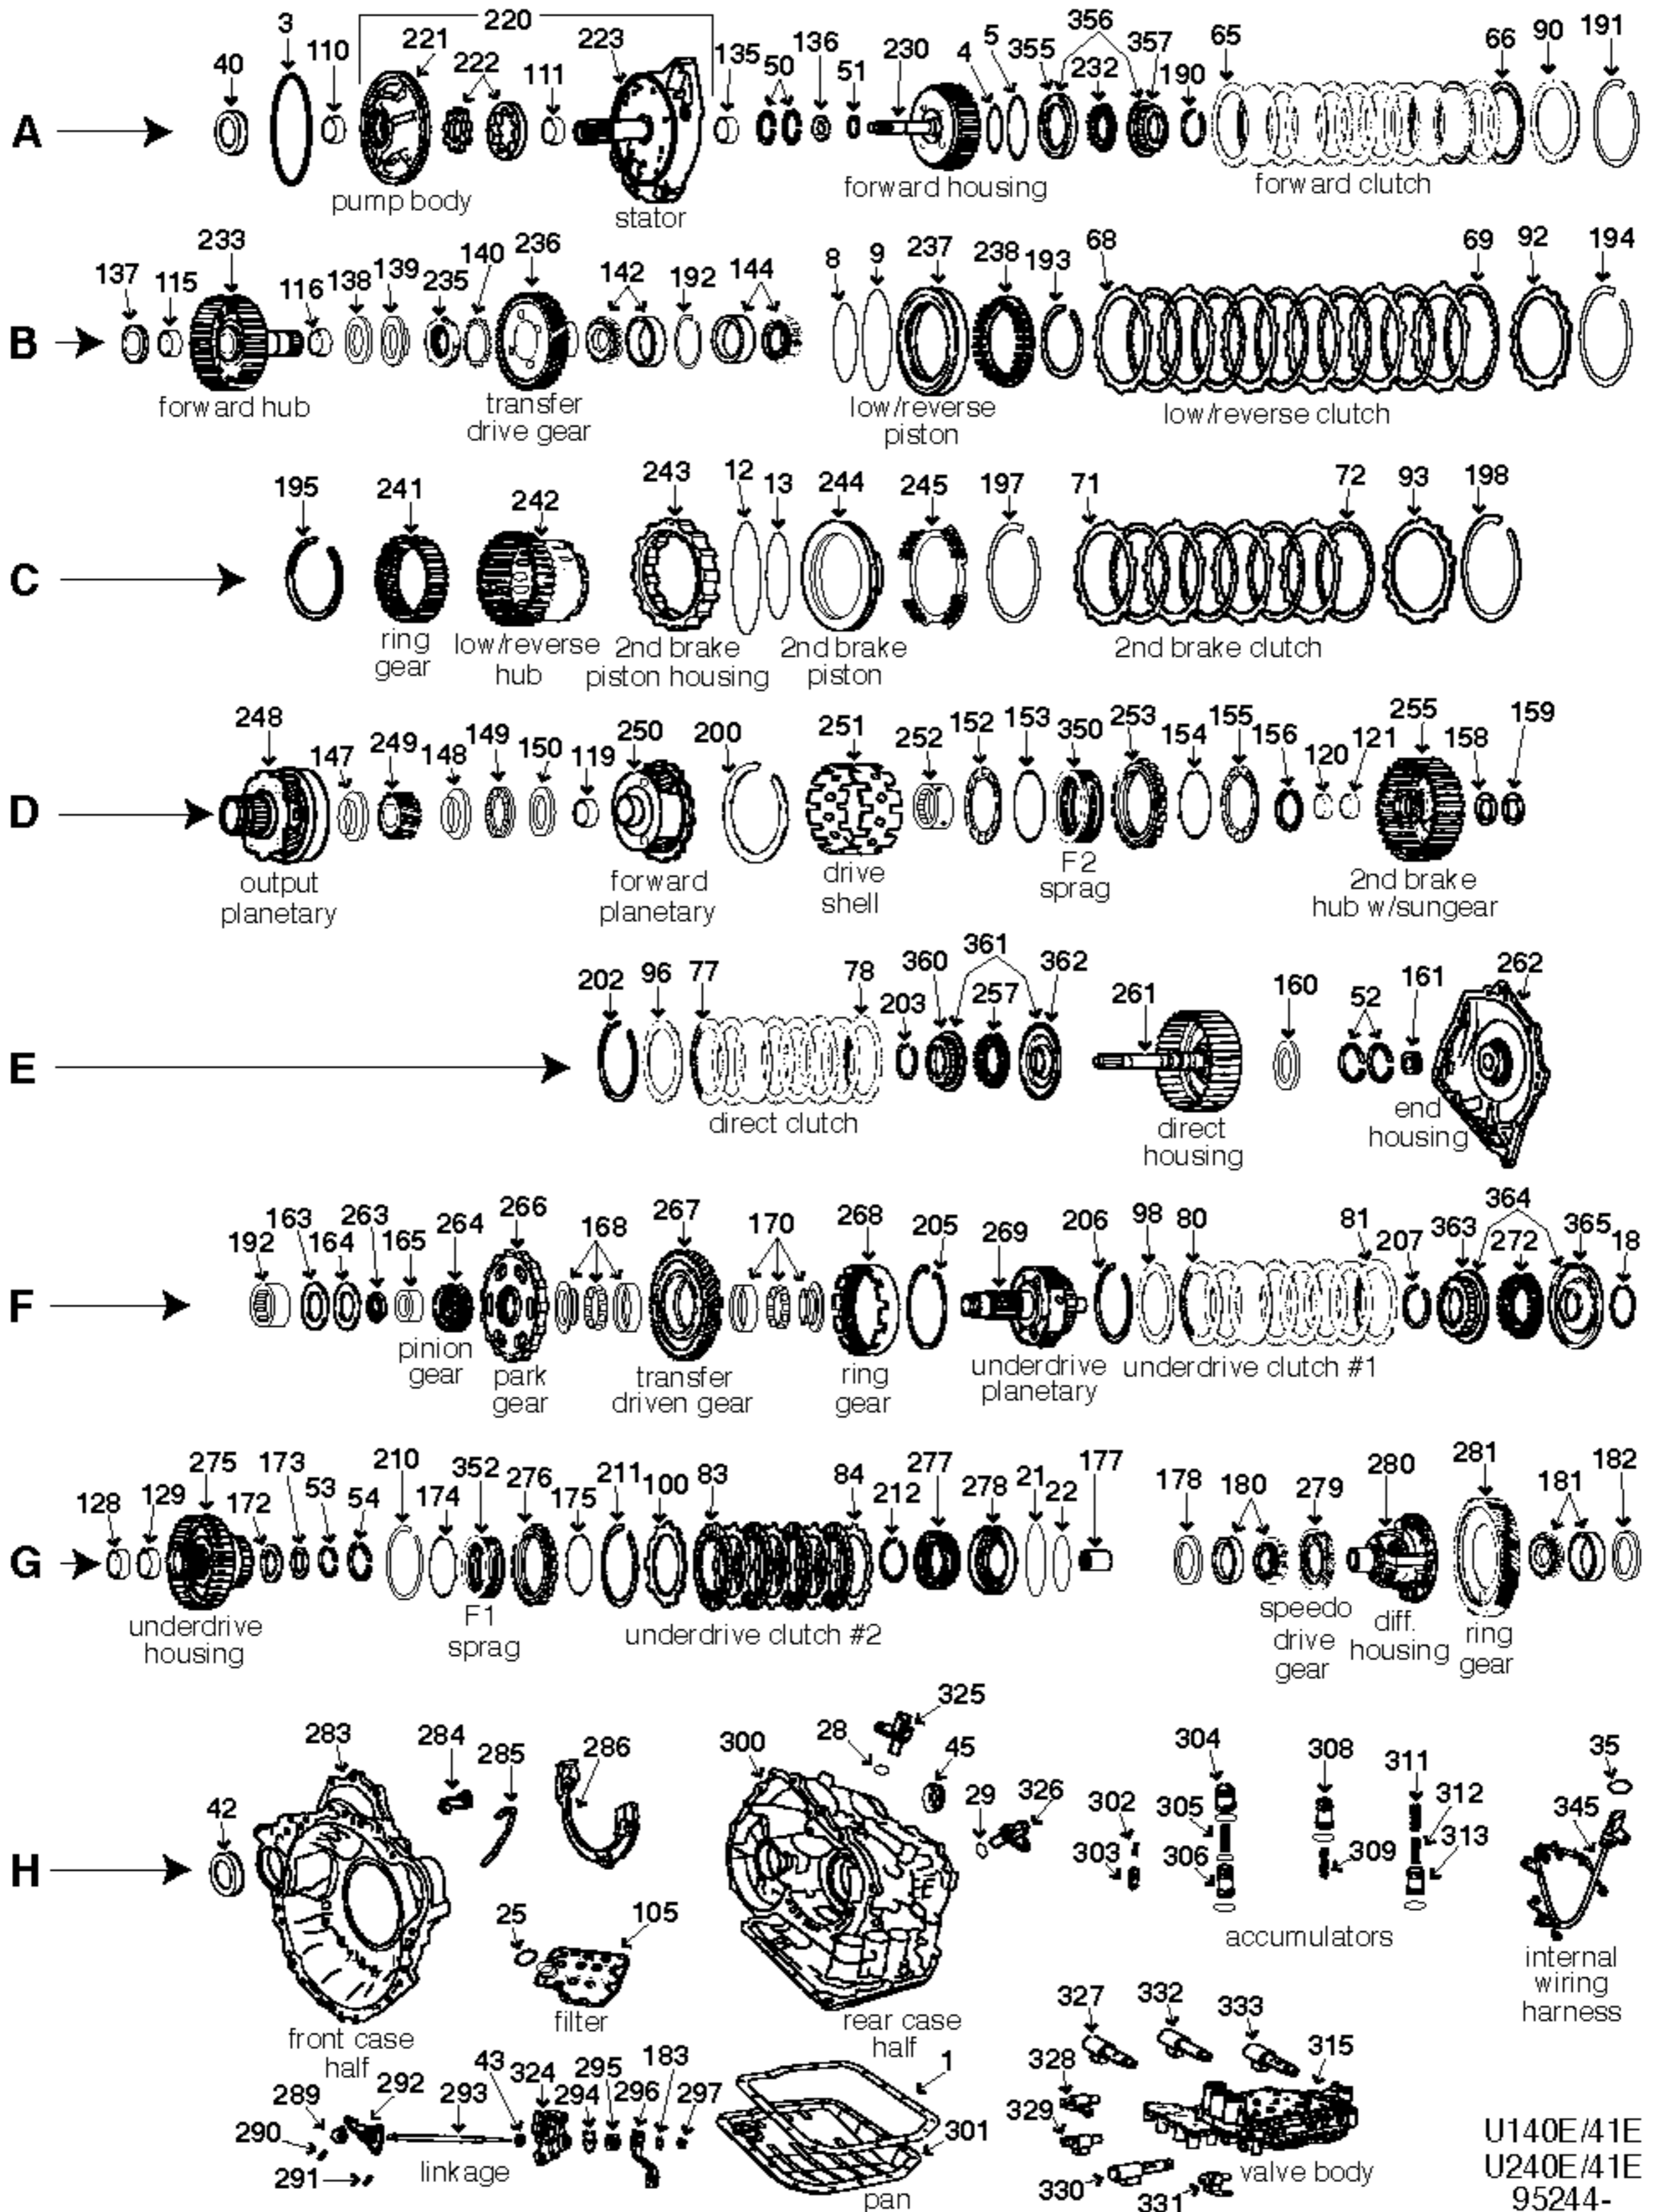 220
3 221 223 356 90 191
40 110 222 111 135 50 136 51 230 4 5 355 232 357 190 65 66
A
pump body stator forward housing forward clutch
233 236 237 238 68 69 92 194
137 115 116 138 139 235 140 142 192 144 8 9 193
B
forward hub transfer low/reverse low/reverse clutch
drive gear piston
195 241 242 243 12 13 244 245 197 71 72 93 198
C
ring low/reverse 2nd brake 2nd brake 2nd brake clutch
gear hub piston housing piston
248 147 249 148 149 150 119 250 200 251 252 152 153 350 253 154 155 156 120 121 255 158 159
D
output forward drive F2 2nd brake
planetary planetary shell sprag hub w/sungear
202 96 77 78 203 360 361 257 362 261 160 52 161 262
E
direct clutch direct end
housing housing
192 163 164 263 165 264 266 168 267 170 268 205 269 206 98 80 81 207 363 364 272 365 18
F
pinion park transfer ring underdrive underdrive clutch #1
gear gear driven gear gear planetary
128 129 275 172 173 53 54 210 174 352 276 175 211 100 83 84 212 277 278 21 22 177 178 180 279 280 281 181 182
G
underdrive F1 underdrive clutch #2 speedo diff. ring
housing sprag drive housing gear
gear
283 284 285 286 300 28 325 45 29 326 302 303 304 305 306 308 309 311 312 313 35 345
42
H
25 105
accumulators internal
wiring
harness
front case filter rear case
half half
327 332 333 315
328
329
330 331
valve body
289 292 293 43 324 294 295 296 183 297 1
290
291 linkage 301
pan
U140E/41E
U240E/41E
95244-